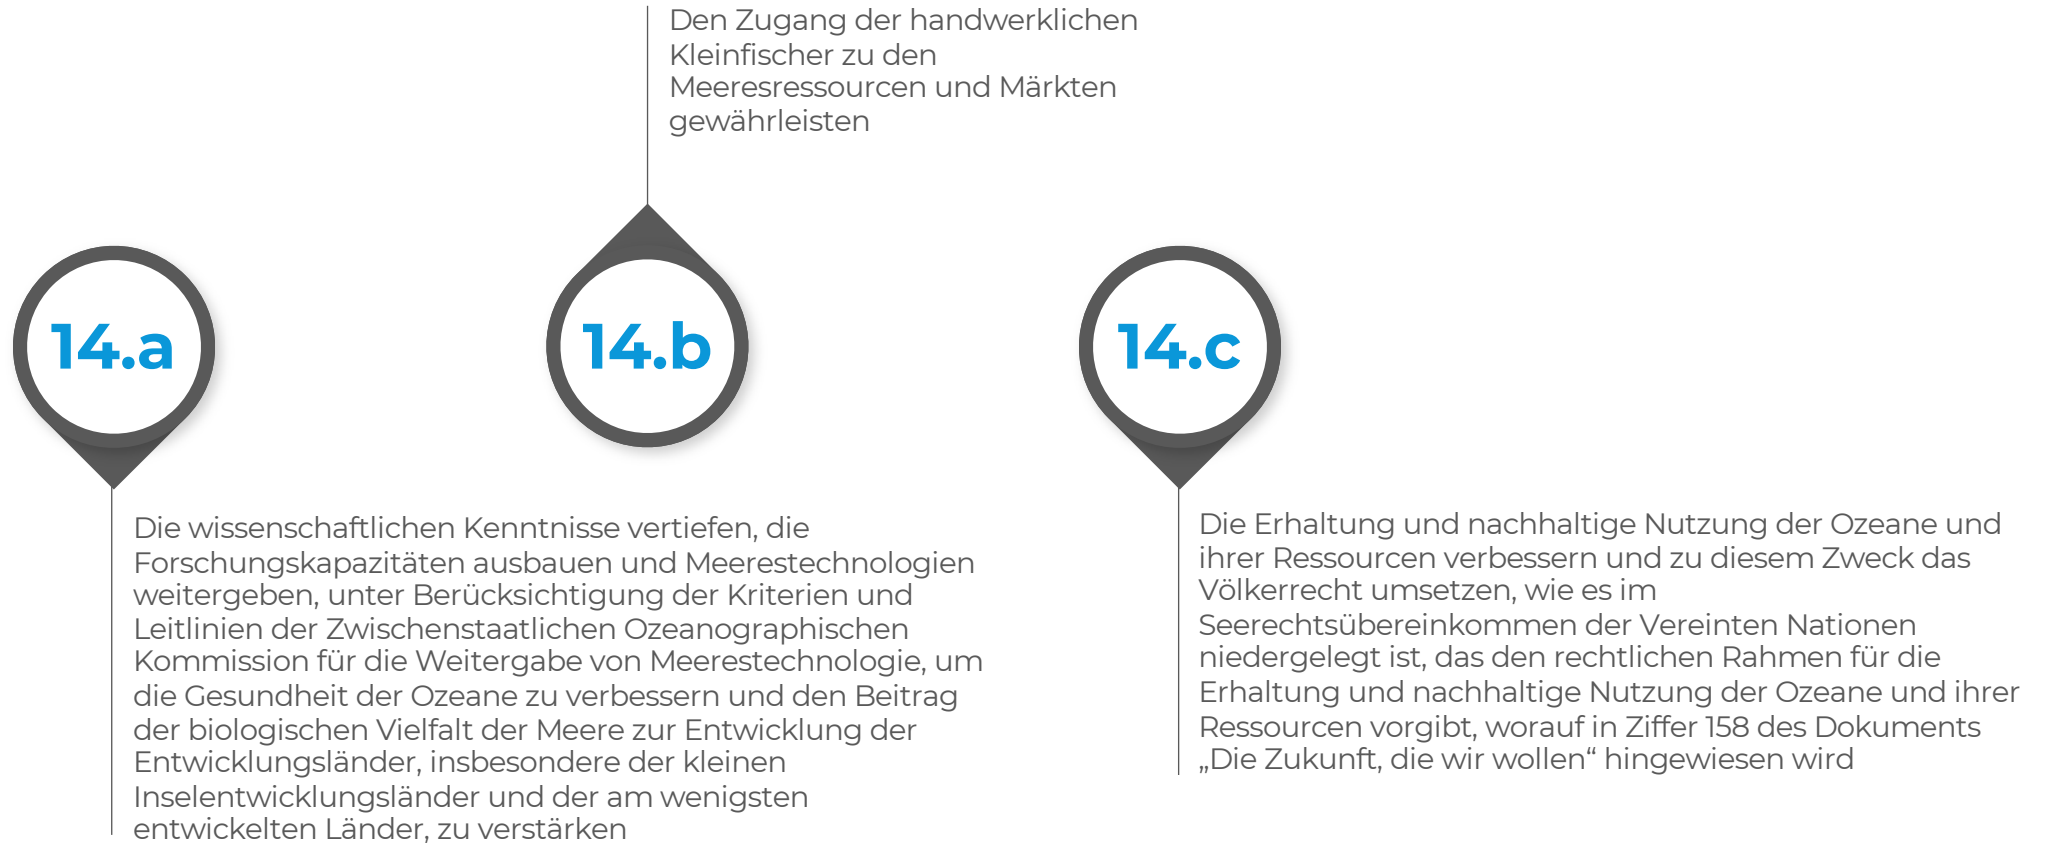 14.a
Die wissenschaftlichen Kenntnisse vertiefen, die
Forschungskapazitäten ausbauen und Meerestechnologien
weitergeben, unter Berücksichtigung der Kriterien und
Leitlinien der Zwischenstaatlichen Ozeanographischen
Kommission für die Weitergabe von Meerestechnologie, um
die Gesundheit der Ozeane zu verbessern und den Beitrag
der biologischen Vielfalt der Meere zur Entwicklung der
Entwicklungsländer, insbesondere der kleinen
Inselentwicklungsländer und der am wenigsten
entwickelten Länder, zu verstärken
14.b
Den Zugang der handwerklichen
Kleinfischer zu den
Meeresressourcen und Märkten
gewährleisten
14.c
Die Erhaltung und nachhaltige Nutzung der Ozeane und
ihrer Ressourcen verbessern und zu diesem Zweck das
Völkerrecht umsetzen, wie es im
Seerechtsübereinkommen der Vereinten Nationen
niedergelegt ist, das den rechtlichen Rahmen für die
Erhaltung und nachhaltige Nutzung der Ozeane und ihrer
Ressourcen vorgibt, worauf in Ziffer 158 des Dokuments
„Die Zukunft, die wir wollen“ hingewiesen wird